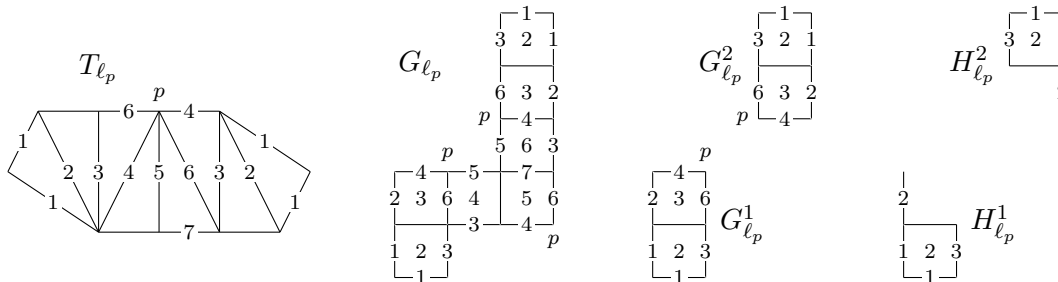 1 1
3 2 1 3 2 1 3 2
T_{ℓ_p} G_{ℓ_p} G^2_{ℓ_p} H^2_{ℓ_p}
6 3 2 6 3 2
p
6 4 p 4 p 4
1 1 5 6 3
p p
4 5 7 4
2 3 4 5 6 3 2 2 3 6 4 5 6 2 3 6 2
1 1 3 4 G^1_{ℓ_p} H^1_{ℓ_p}
7 p
1 2 3 1 2 3 1 2 3
1 1 1